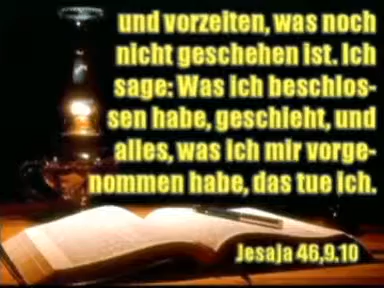 und vorzeiten, was noch
nicht geschehen ist. Ich
sage: Was ich beschlos-
sen habe, geschieht, und
alles, was ich mir vorge-
nommen habe, das tue ich.
Jesaja 46,9.10